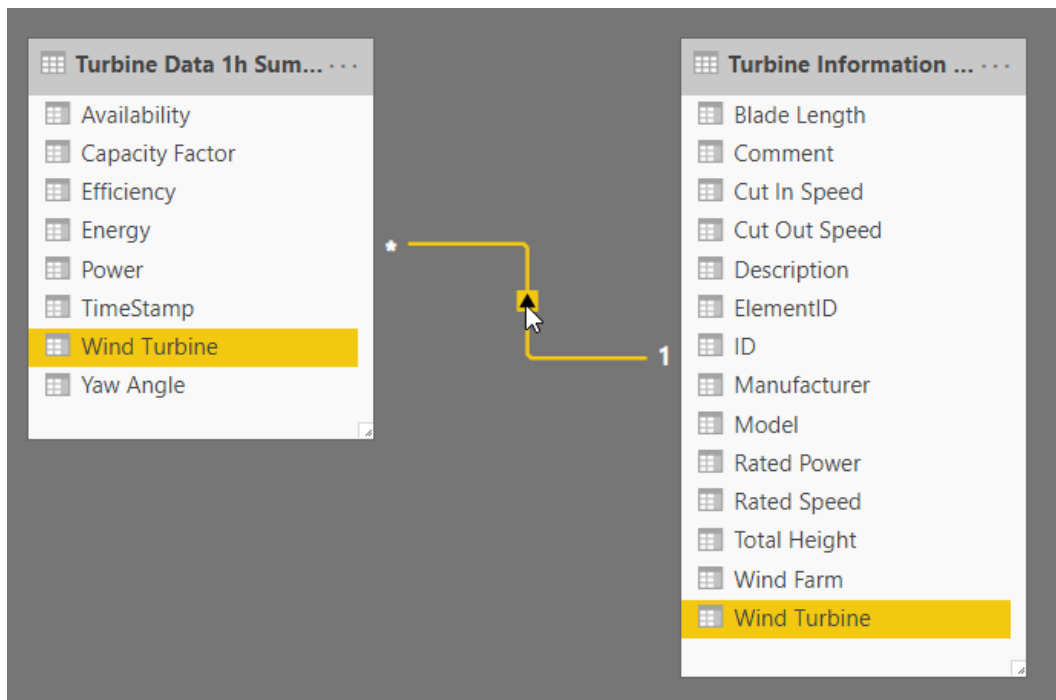 Turbine Data 1h Sum... ...
Availability
Capacity Factor
Efficiency
Energy
Power
TimeStamp
Wind Turbine
Yaw Angle
*
1
Turbine Information ... ...
Blade Length
Comment
Cut In Speed
Cut Out Speed
Description
ElementID
ID
Manufacturer
Model
Rated Power
Rated Speed
Total Height
Wind Farm
Wind Turbine